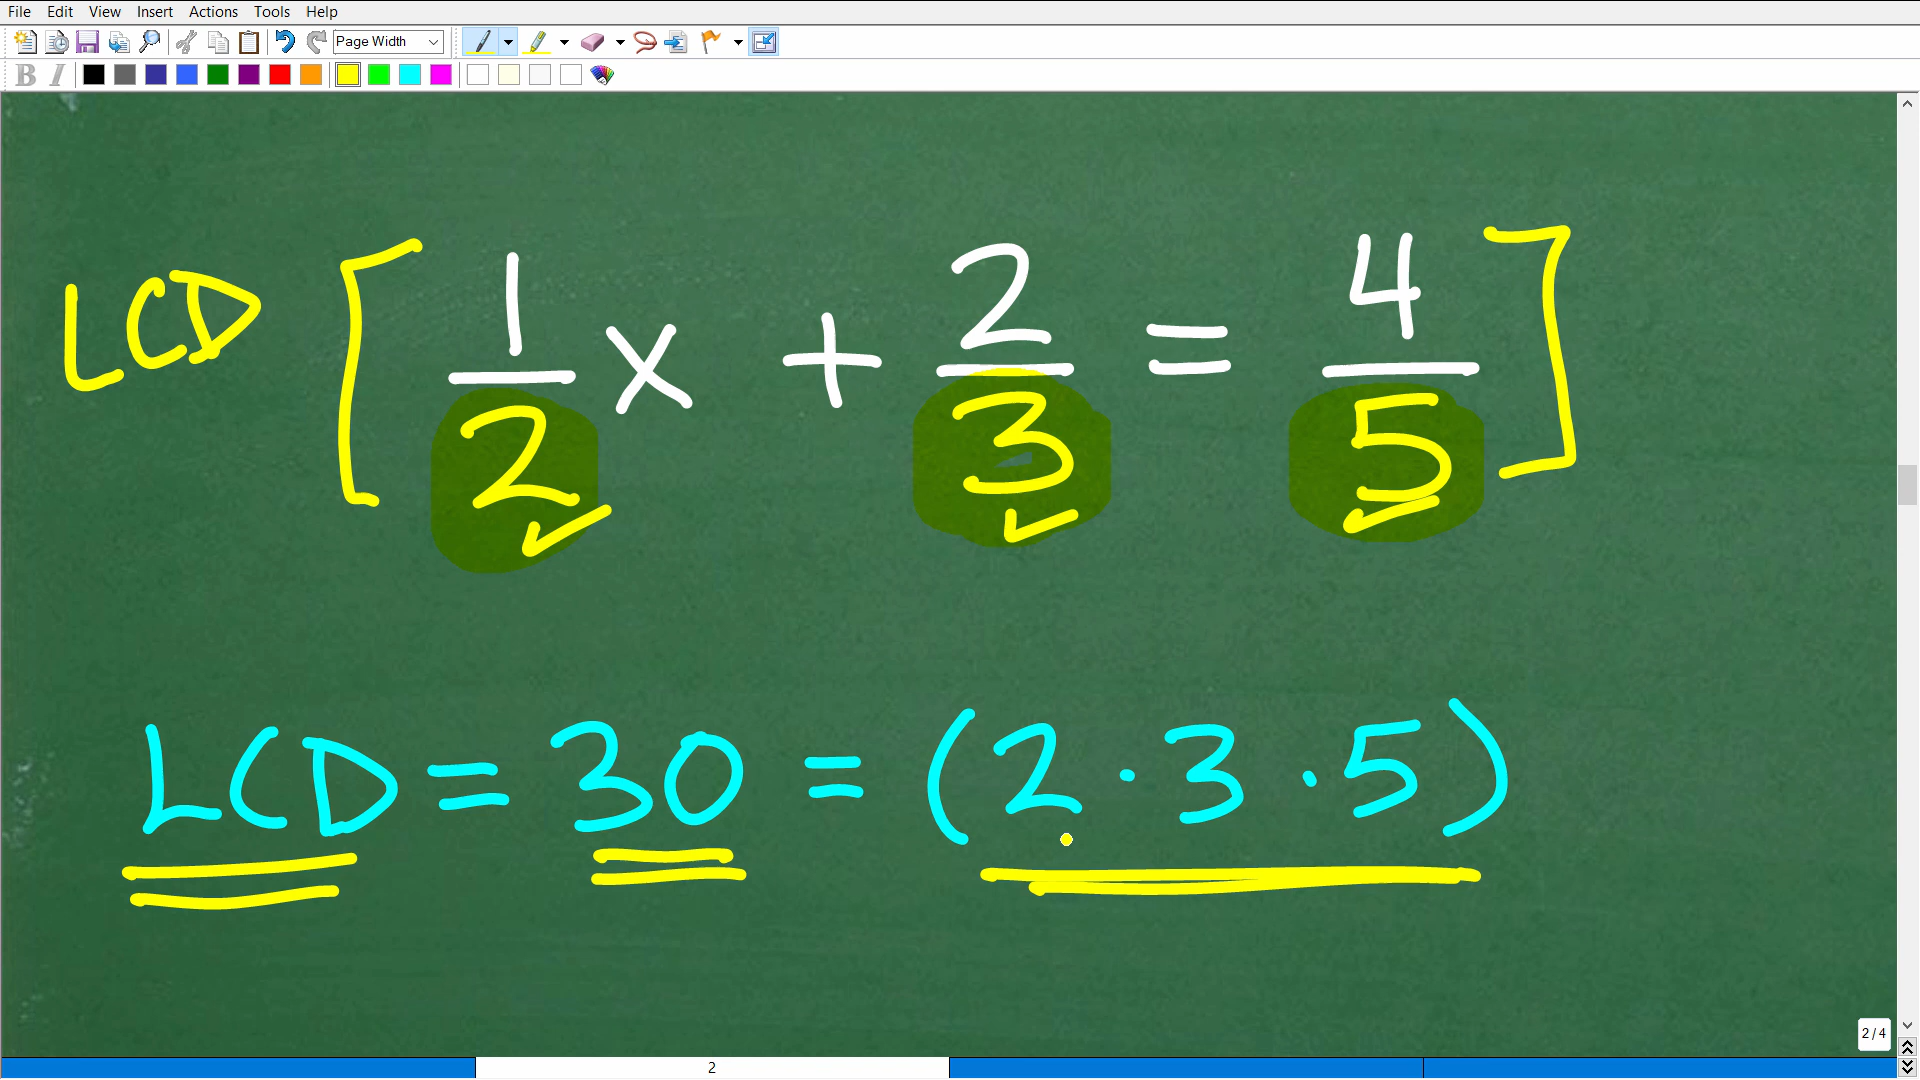 File Edit View Insert Actions Tools Help
Page Width
B I
LCD [ 1/2 x + 2/3 = 4/5 ]
LCD = 30 = (2 · 3 · 5)
2 / 4
2